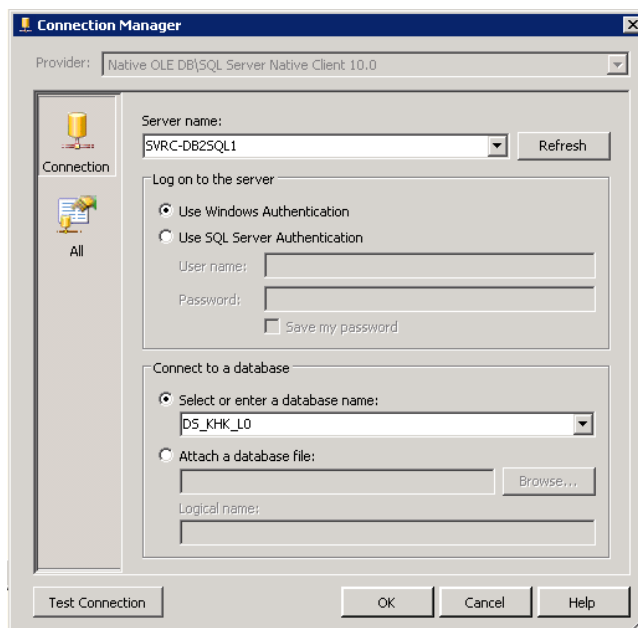 Connection Manager
Provider: Native OLE DB\SQL Server Native Client 10.0
Connection
All
Server name:
SVRC-DB2SQL1
Refresh
Log on to the server
Use Windows Authentication
Use SQL Server Authentication
User name:
Password:
Save my password
Connect to a database
Select or enter a database name:
DS_KHK_L0
Attach a database file:
Browse...
Logical name:
Test Connection
OK
Cancel
Help